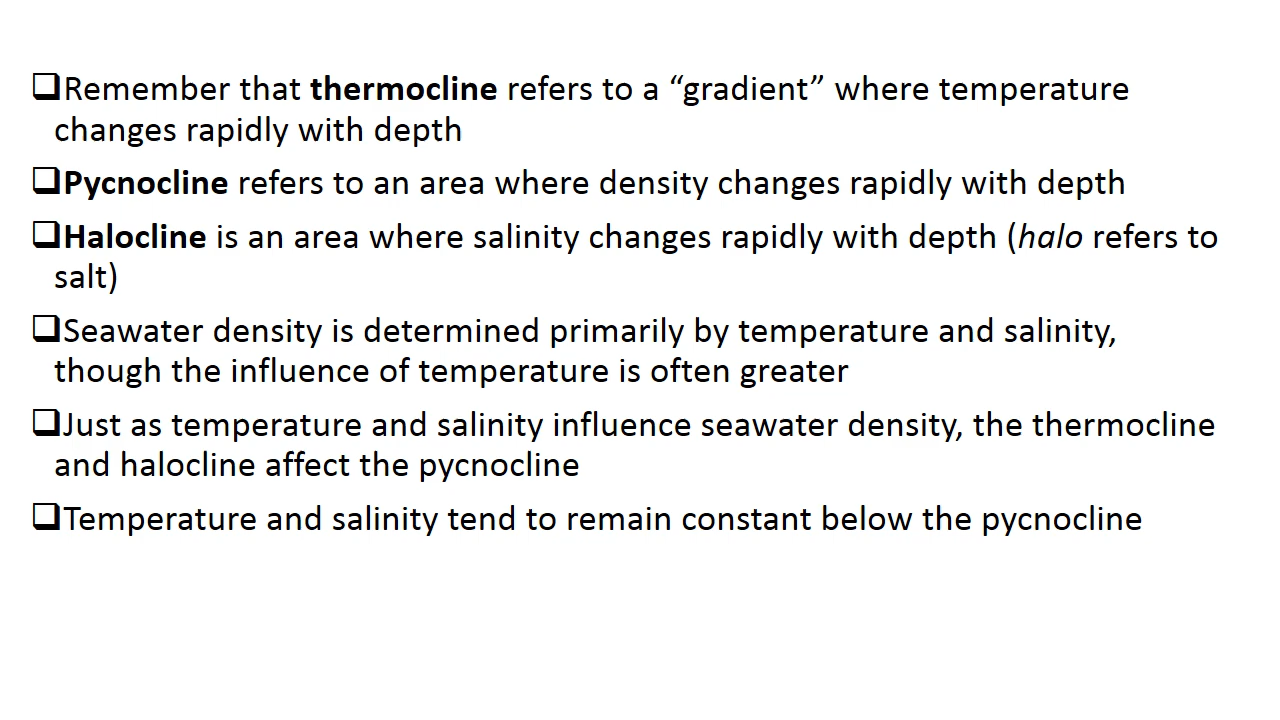 ❑Remember that thermocline refers to a “gradient” where temperature
changes rapidly with depth
❑Pycnocline refers to an area where density changes rapidly with depth
❑Halocline is an area where salinity changes rapidly with depth (halo refers to
salt)
❑Seawater density is determined primarily by temperature and salinity,
though the influence of temperature is often greater
❑Just as temperature and salinity influence seawater density, the thermocline
and halocline affect the pycnocline
❑Temperature and salinity tend to remain constant below the pycnocline